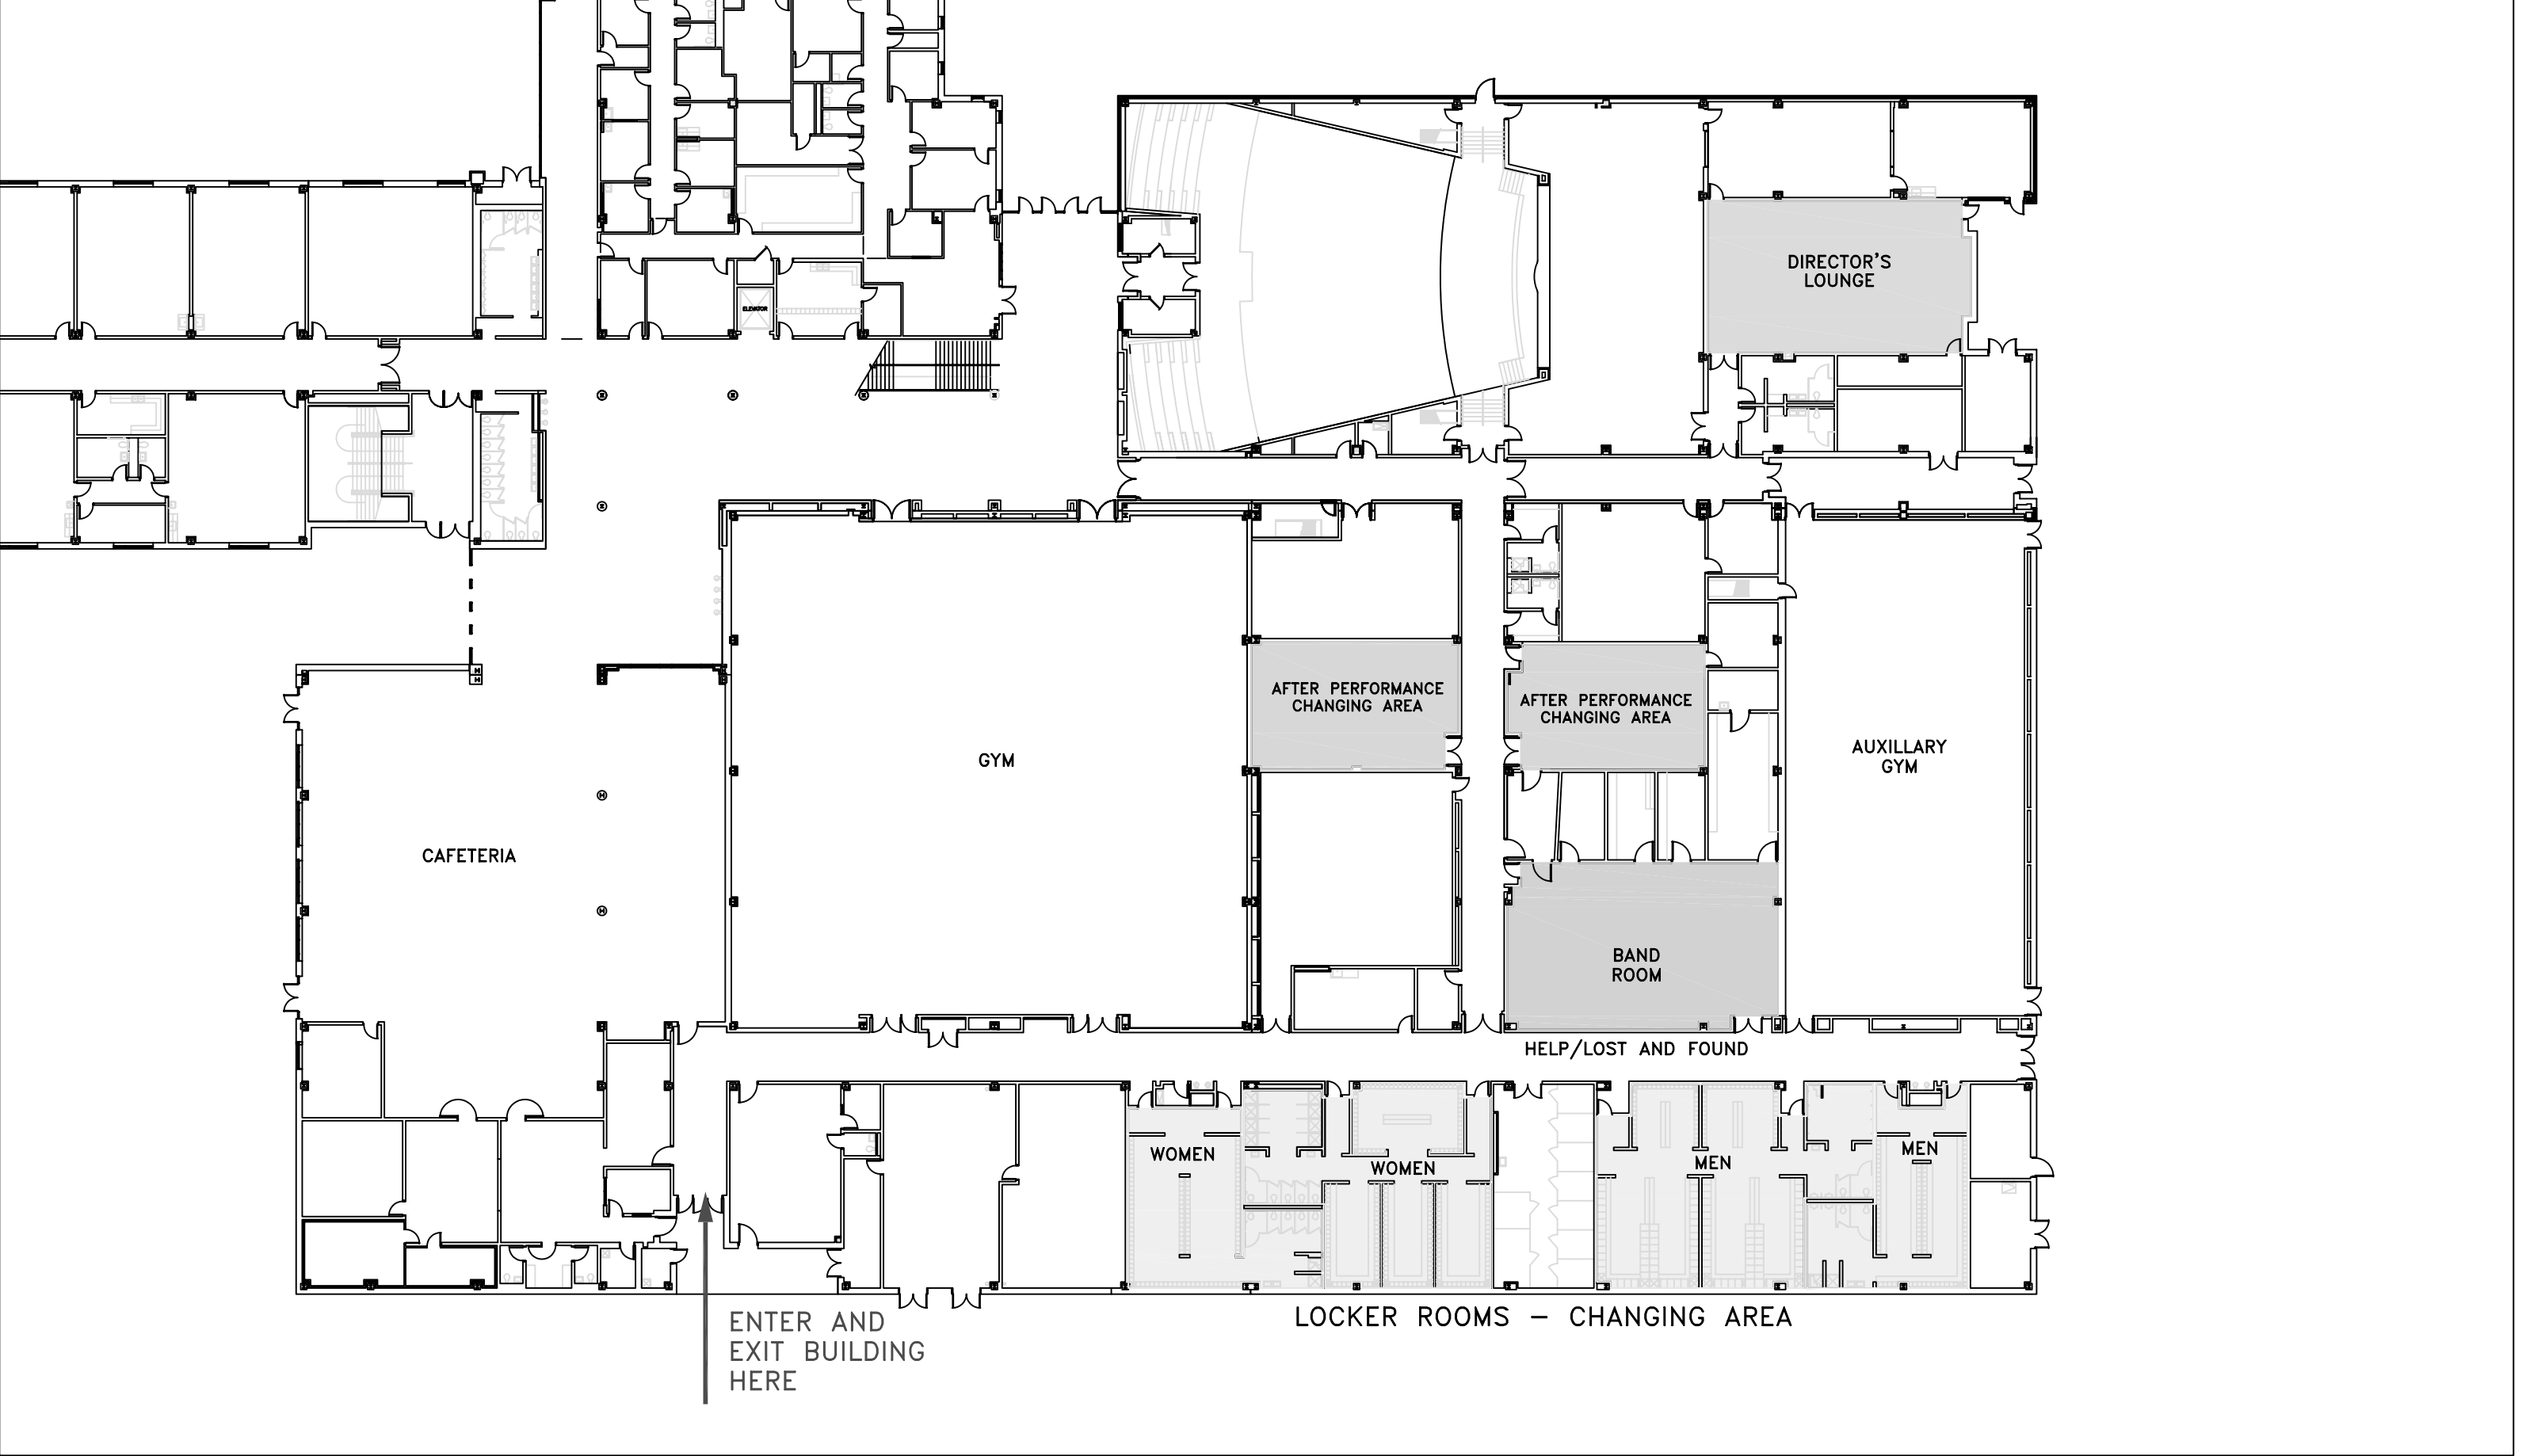 DIRECTOR'S
LOUNGE
ELEVATOR
AFTER PERFORMANCE
CHANGING AREA
AFTER PERFORMANCE
CHANGING AREA
GYM
AUXILLARY
GYM
CAFETERIA
BAND
ROOM
HELP/LOST AND FOUND
WOMEN
WOMEN
MEN
MEN
LOCKER ROOMS – CHANGING AREA
ENTER AND
EXIT BUILDING
HERE